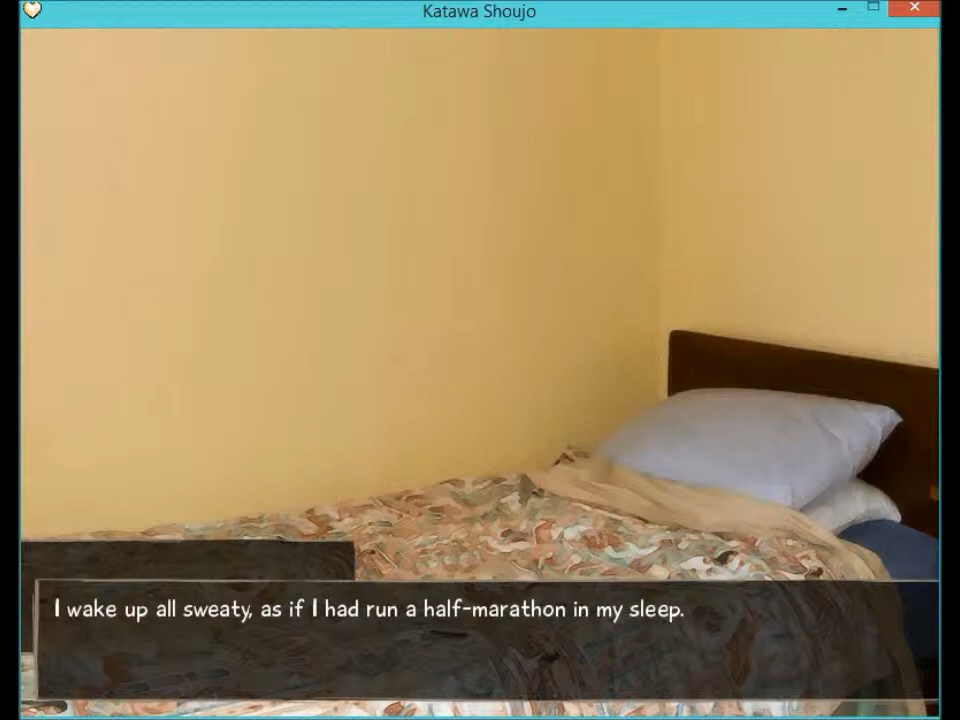 Katawa Shoujo
I wake up all sweaty, as if I had run a half-marathon in my sleep.